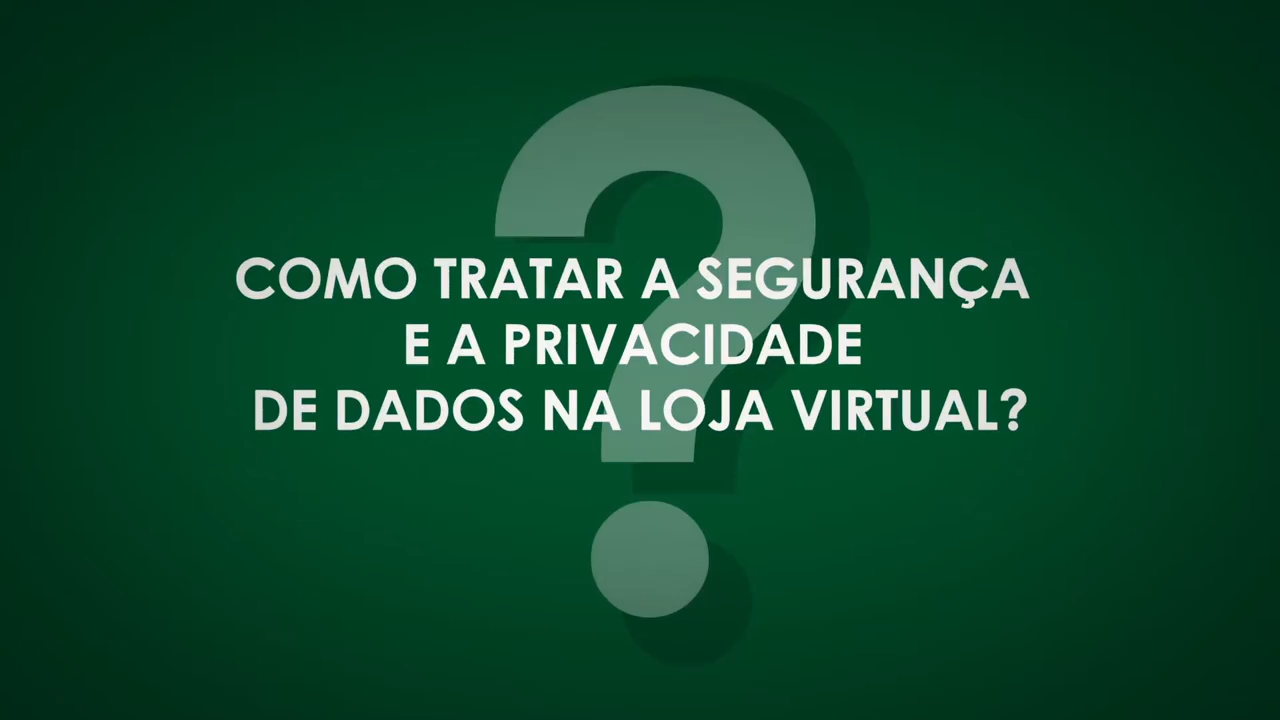 COMO TRATAR A SEGURANÇA
E A PRIVACIDADE
DE DADOS NA LOJA VIRTUAL?